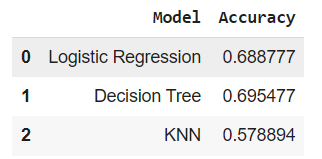 Model Accuracy
0 Logistic Regression 0.688777
1 Decision Tree 0.695477
2 KNN 0.578894